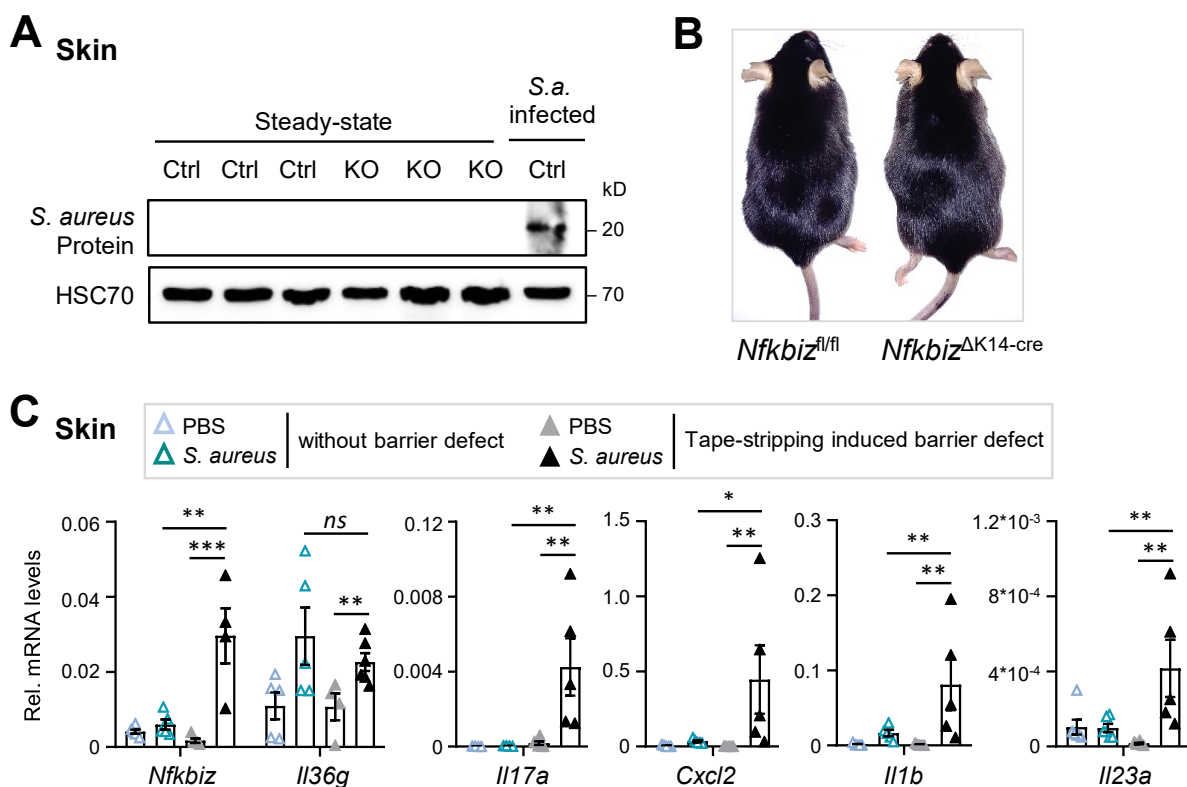 A Skin
Steady-state
S.a. infected
Ctrl Ctrl Ctrl KO KO KO Ctrl
kD
S. aureus Protein
20
HSC70
70
B
Nfkbiz^fl/fl Nfkbiz^ΔK14-cre
C Skin
PBS
S. aureus
without barrier defect
PBS
S. aureus
Tape-stripping induced barrier defect
Rel. mRNA levels
0.06
0.04
0.02
0
** 
***
ns
**
Nfkbiz Il36g
0.12
0.008
0.004
0
**
**
Il17a
1.5
1.0
0.5
0
*
**
Cxcl2
0.3
0.2
0.1
0
**
**
Il1b
1.2*10^-3
8*10^-4
4*10^-4
0
**
**
Il23a